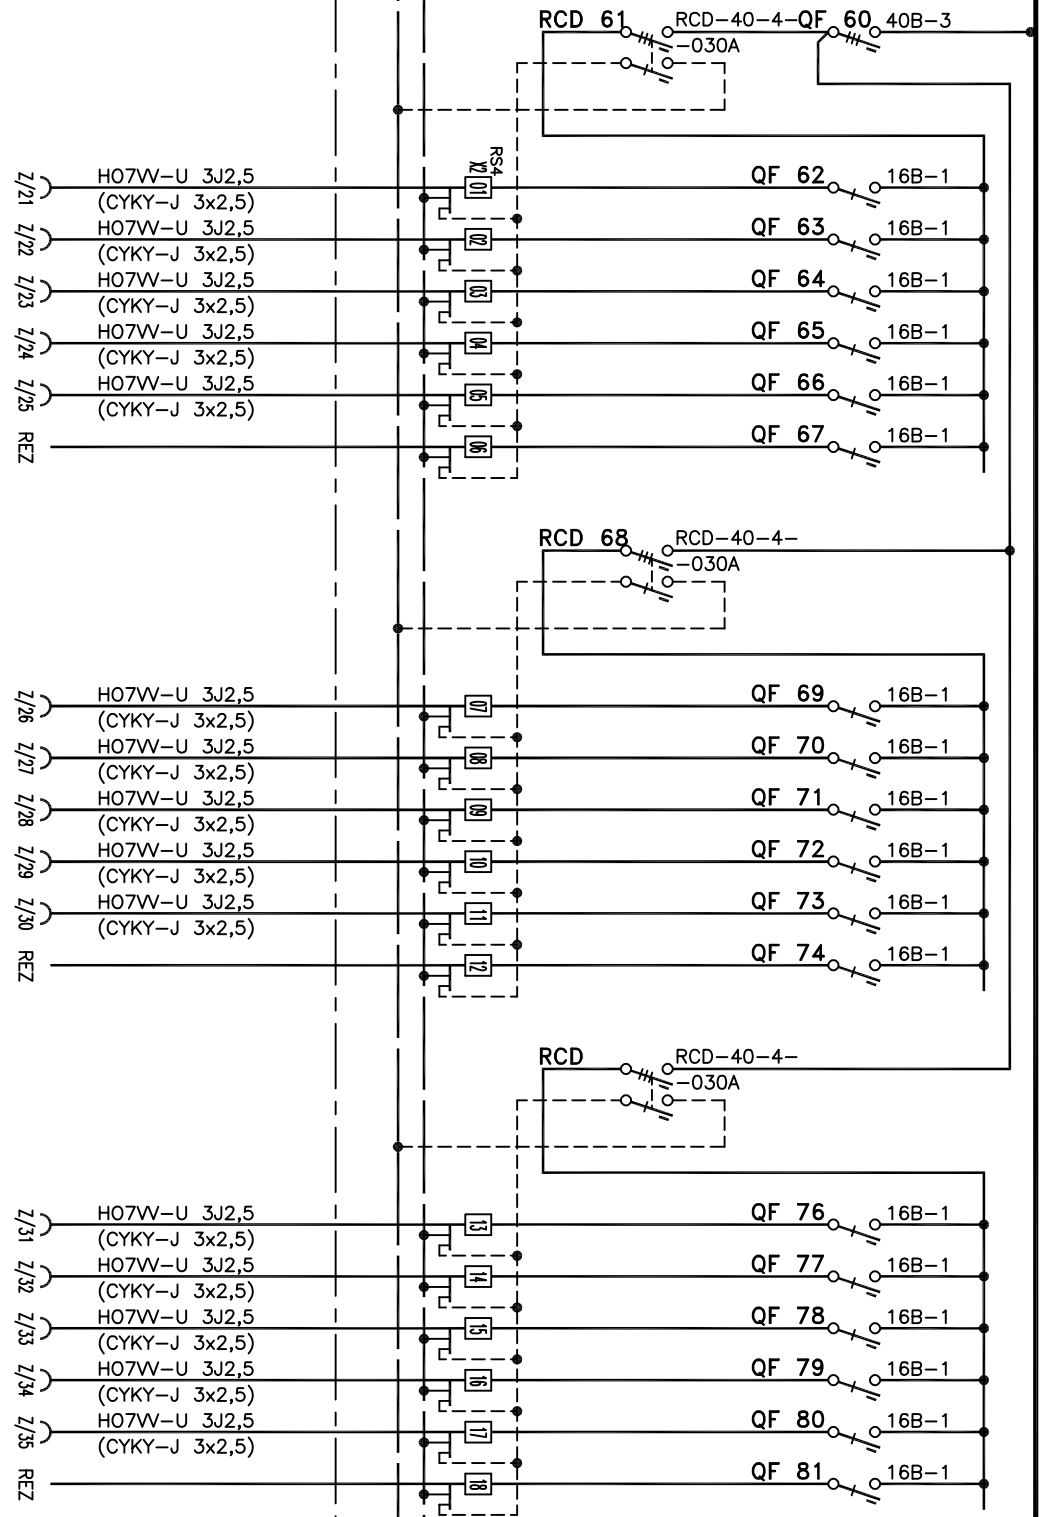 RCD 61 RCD-40-4- QF 60 40B-3
-030A
RS4
X2
Z/21 H07VV-U 3J2,5 01 QF 62 16B-1
(CYKY-J 3x2,5)
Z/22 H07VV-U 3J2,5 02 QF 63 16B-1
(CYKY-J 3x2,5)
Z/23 H07VV-U 3J2,5 03 QF 64 16B-1
(CYKY-J 3x2,5)
Z/24 H07VV-U 3J2,5 04 QF 65 16B-1
(CYKY-J 3x2,5)
Z/25 H07VV-U 3J2,5 05 QF 66 16B-1
(CYKY-J 3x2,5)
REZ 06 QF 67 16B-1
RCD 68 RCD-40-4-
-030A
Z/26 H07VV-U 3J2,5 07 QF 69 16B-1
(CYKY-J 3x2,5)
Z/27 H07VV-U 3J2,5 08 QF 70 16B-1
(CYKY-J 3x2,5)
Z/28 H07VV-U 3J2,5 09 QF 71 16B-1
(CYKY-J 3x2,5)
Z/29 H07VV-U 3J2,5 10 QF 72 16B-1
(CYKY-J 3x2,5)
Z/30 H07VV-U 3J2,5 11 QF 73 16B-1
(CYKY-J 3x2,5)
REZ 12 QF 74 16B-1
RCD RCD-40-4-
-030A
Z/31 H07VV-U 3J2,5 13 QF 76 16B-1
(CYKY-J 3x2,5)
Z/32 H07VV-U 3J2,5 14 QF 77 16B-1
(CYKY-J 3x2,5)
Z/33 H07VV-U 3J2,5 15 QF 78 16B-1
(CYKY-J 3x2,5)
Z/34 H07VV-U 3J2,5 16 QF 79 16B-1
(CYKY-J 3x2,5)
Z/35 H07VV-U 3J2,5 17 QF 80 16B-1
(CYKY-J 3x2,5)
REZ 18 QF 81 16B-1